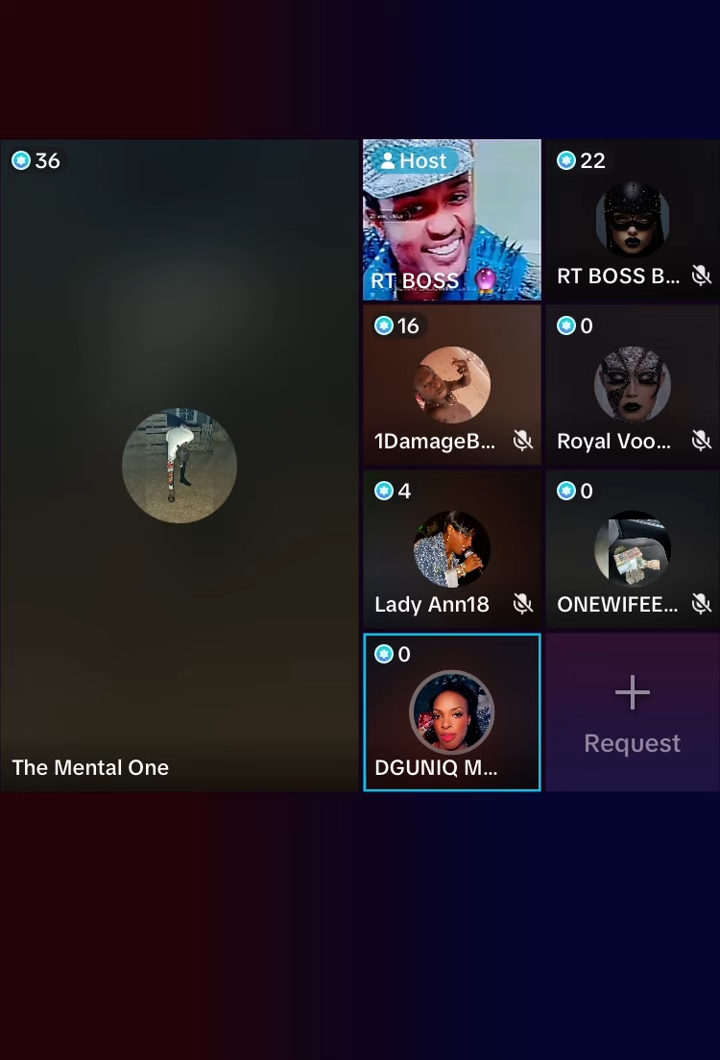 36
The Mental One
Host
RT BOSS
22
RT BOSS B...
16
1DamageB...
0
Royal Voo...
4
Lady Ann18
0
ONEWIFEE...
0
DGUNIQ M...
Request